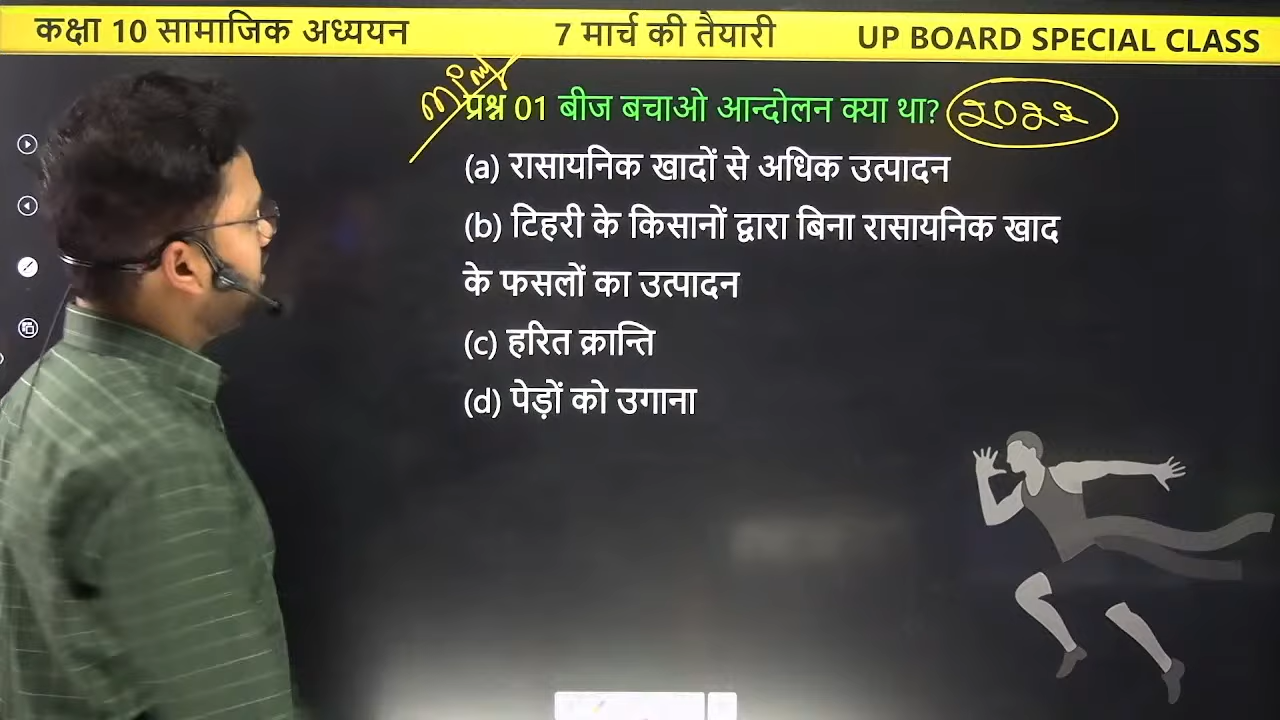 कक्षा 10 सामाजिक अध्ययन 7 मार्च की तैयारी UP BOARD SPECIAL CLASS
प्रश्न 01 बीज बचाओ आन्दोलन क्या था? 2022
(a) रासायनिक खादों से अधिक उत्पादन
(b) टिहरी के किसानों द्वारा बिना रासायनिक खाद
के फसलों का उत्पादन
(c) हरित क्रान्ति
(d) पेड़ों को उगाना